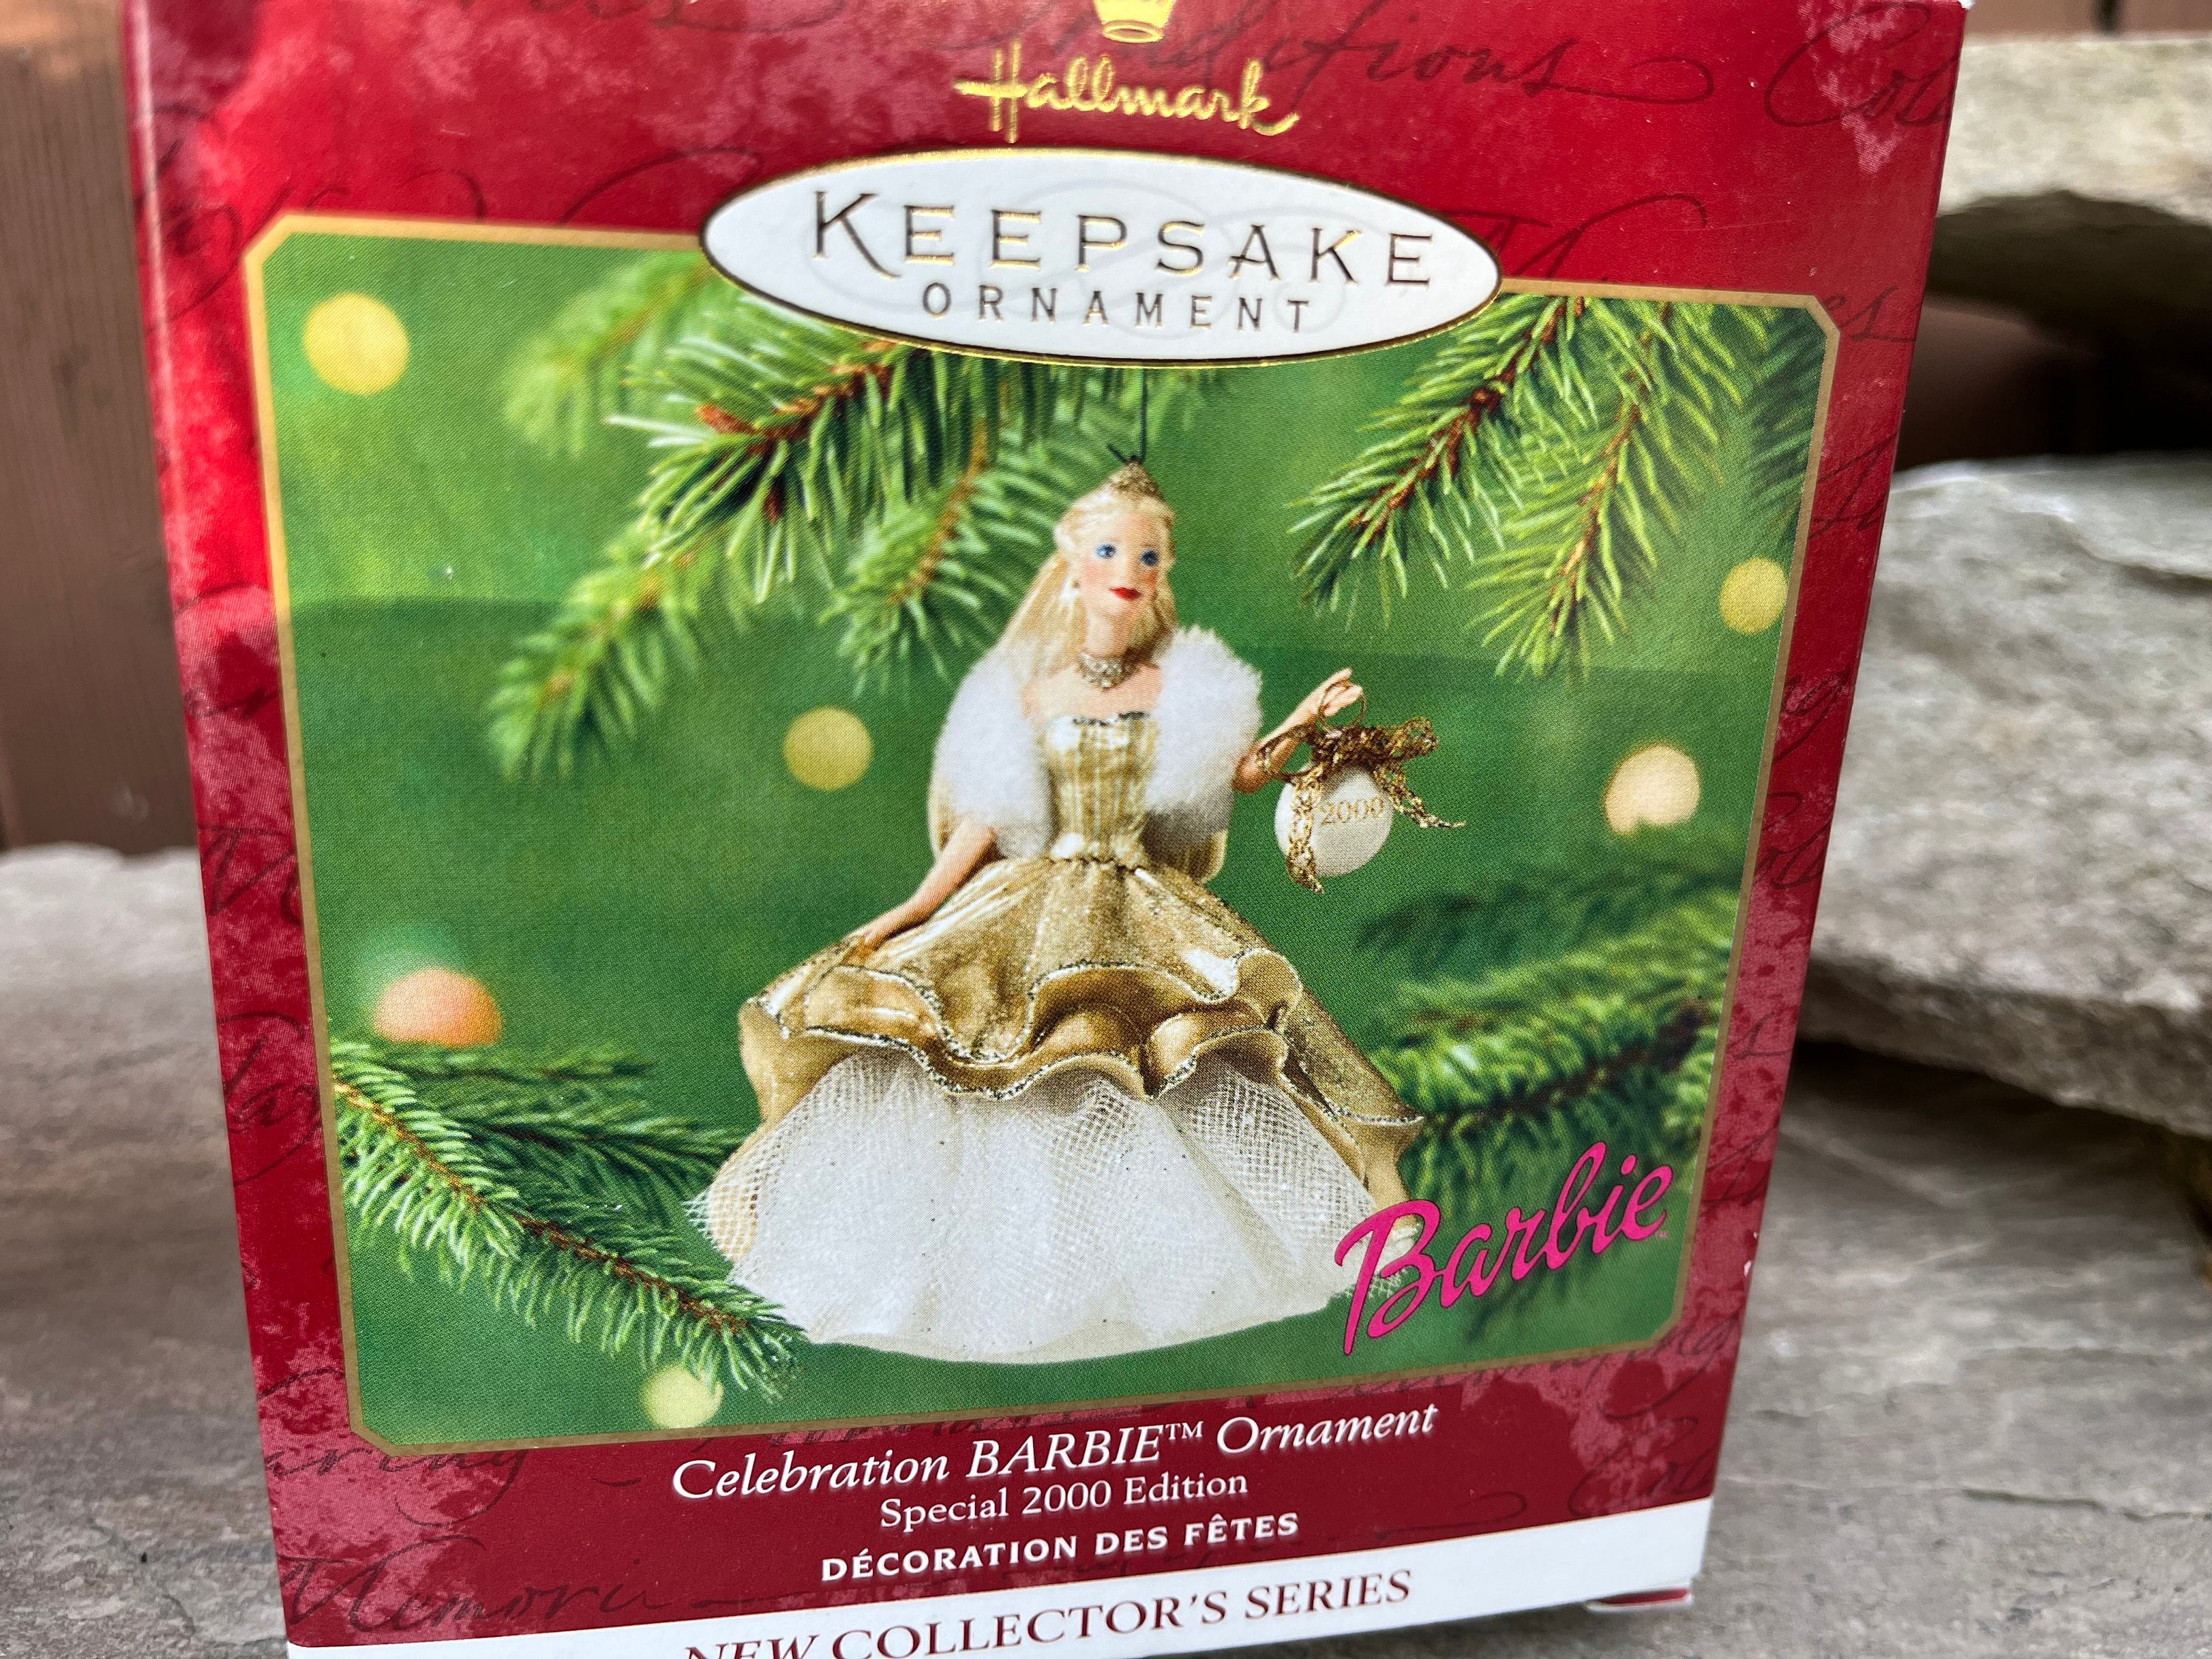 Hallmark
KEEPSAKE
ORNAMENT
2000
Barbie
Celebration BARBIE™ Ornament
Special 2000 Edition
DÉCORATION DES FÊTES
NEW COLLECTOR'S SERIES